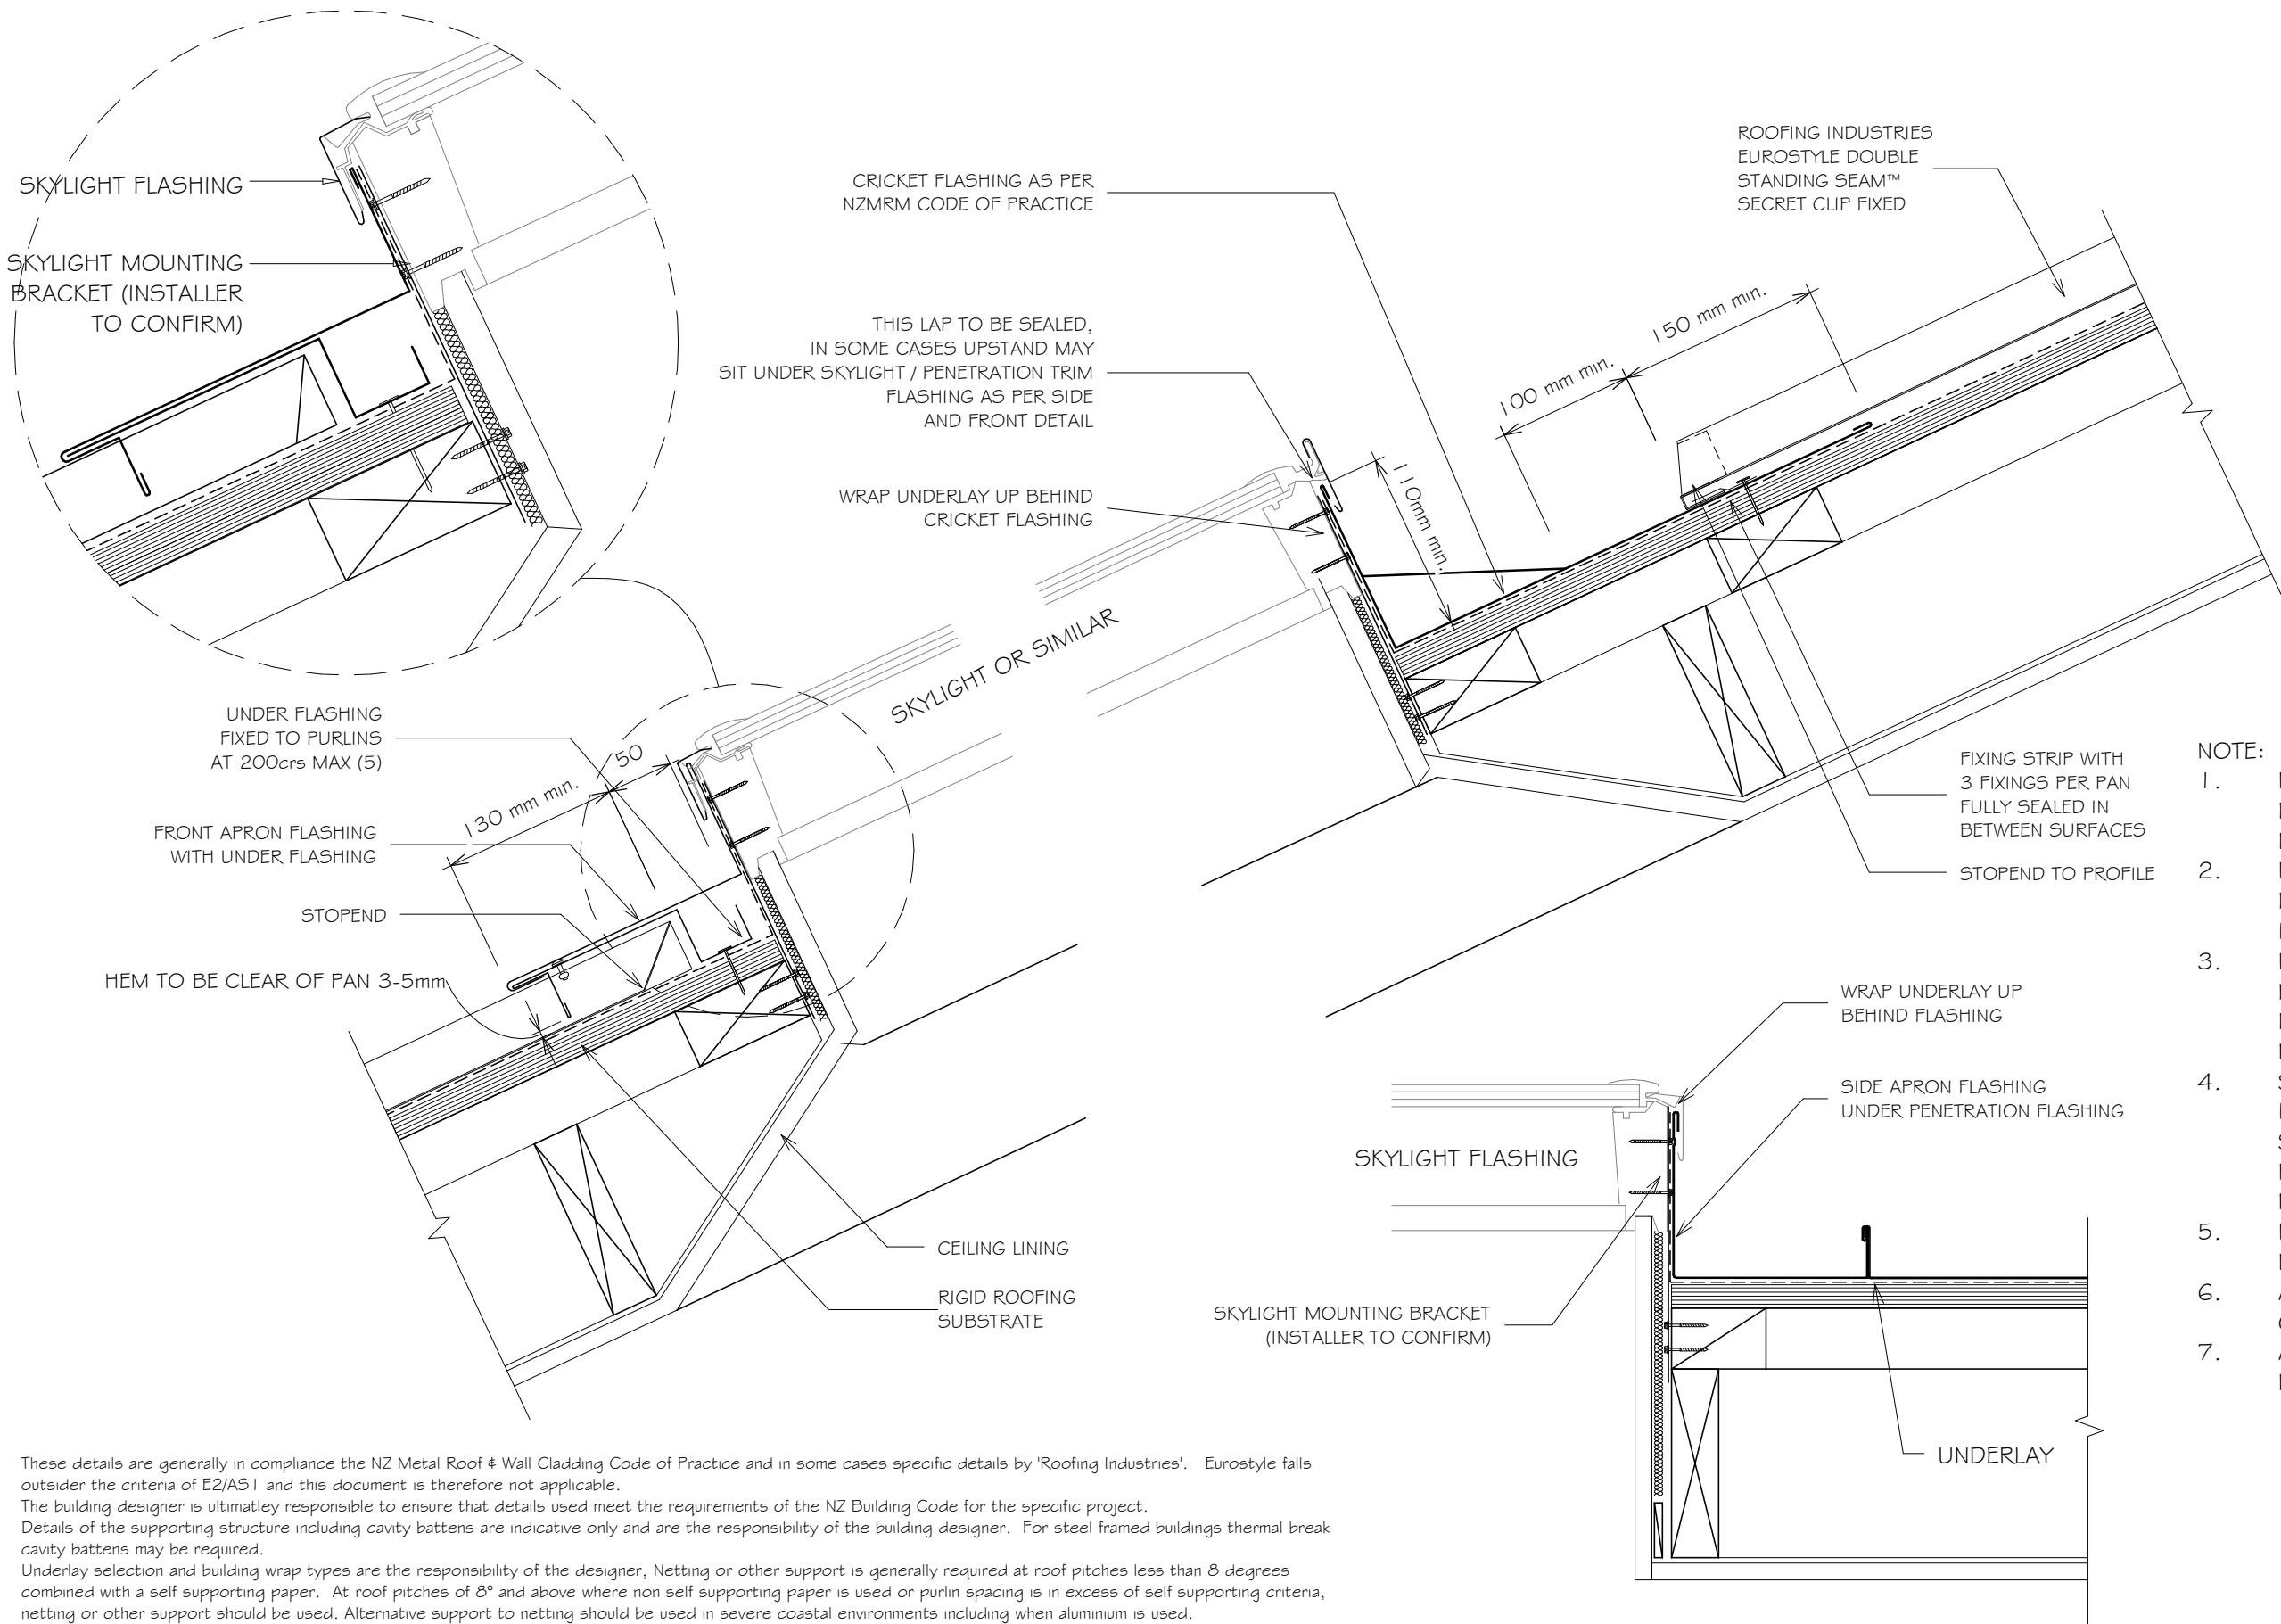 SKYLIGHT FLASHING
SKYLIGHT MOUNTING
BRACKET (INSTALLER
TO CONFIRM)
CRICKET FLASHING AS PER
NZMRM CODE OF PRACTICE
THIS LAP TO BE SEALED,
IN SOME CASES UPSTAND MAY
SIT UNDER SKYLIGHT / PENETRATION TRIM
FLASHING AS PER SIDE
AND FRONT DETAIL
WRAP UNDERLAY UP BEHIND
CRICKET FLASHING
ROOFING INDUSTRIES
EUROSTYLE DOUBLE
STANDING SEAM™
SECRET CLIP FIXED
150 mm min.
100 mm min.
110mm min.
SKYLIGHT OR SIMILAR
UNDER FLASHING
FIXED TO PURLINS
AT 200crs MAX (5)
50
130 mm min.
FRONT APRON FLASHING
WITH UNDER FLASHING
STOPEND
HEM TO BE CLEAR OF PAN 3-5mm
CEILING LINING
RIGID ROOFING
SUBSTRATE
FIXING STRIP WITH
3 FIXINGS PER PAN
FULLY SEALED IN
BETWEEN SURFACES
STOPEND TO PROFILE
NOTE:
1.
2.
3.
4.
5.
6.
7.
WRAP UNDERLAY UP
BEHIND FLASHING
SIDE APRON FLASHING
UNDER PENETRATION FLASHING
SKYLIGHT FLASHING
SKYLIGHT MOUNTING BRACKET
(INSTALLER TO CONFIRM)
UNDERLAY
These details are generally in compliance the NZ Metal Roof & Wall Cladding Code of Practice and in some cases specific details by 'Roofing Industries'. Eurostyle falls
outsider the criteria of E2/AS1 and this document is therefore not applicable.
The building designer is ultimatley responsible to ensure that details used meet the requirements of the NZ Building Code for the specific project.
Details of the supporting structure including cavity battens are indicative only and are the responsibility of the building designer. For steel framed buildings thermal break
cavity battens may be required.
Underlay selection and building wrap types are the responsibility of the designer, Netting or other support is generally required at roof pitches less than 8 degrees
combined with a self supporting paper. At roof pitches of 8° and above where non self supporting paper is used or purlin spacing is in excess of self supporting criteria,
netting or other support should be used. Alternative support to netting should be used in severe coastal environments including when aluminium is used.